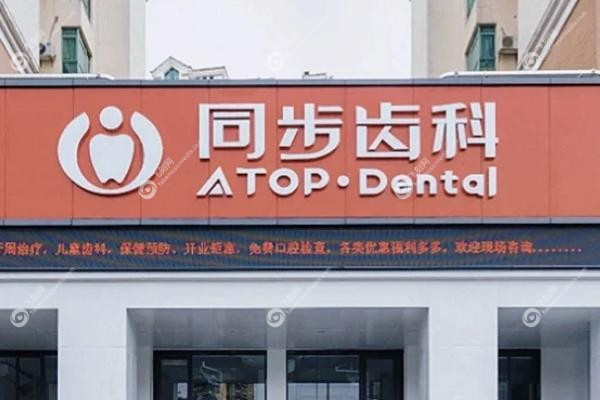 同步齿科
ATOP·Dental
牙周治疗，儿童齿科，保健预防，开业钜惠，免费口腔检查，各类优惠福利多多，欢迎现场咨询........